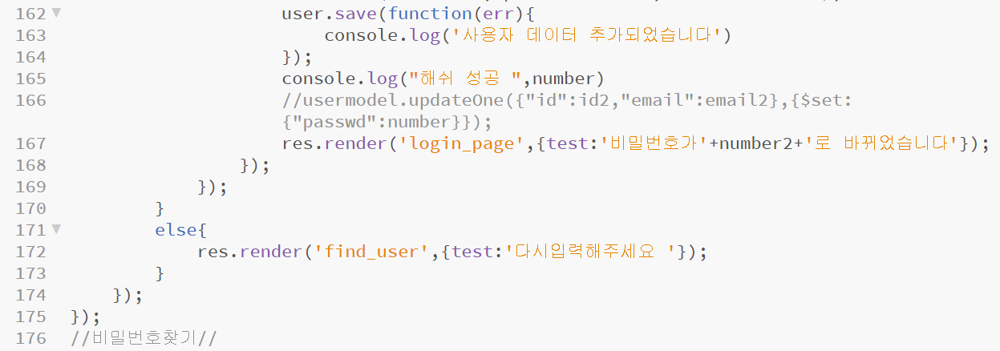 162 user.save(function(err){
163 console.log('사용자 데이터 추가되었습니다')
164 });
165 console.log("해쉬 성공 ",number)
166 //usermodel.updateOne({"id":id2,"email":email2},{$set:
{"passwd":number}});
167 res.render('login_page',{test:'비밀번호가'+number2+'로 바뀌었습니다'});
168 });
169 });
170 }
171 else{
172 res.render('find_user',{test:'다시입력해주세요 '});
173 }
174 });
175 });
176 //비밀번호찾기//